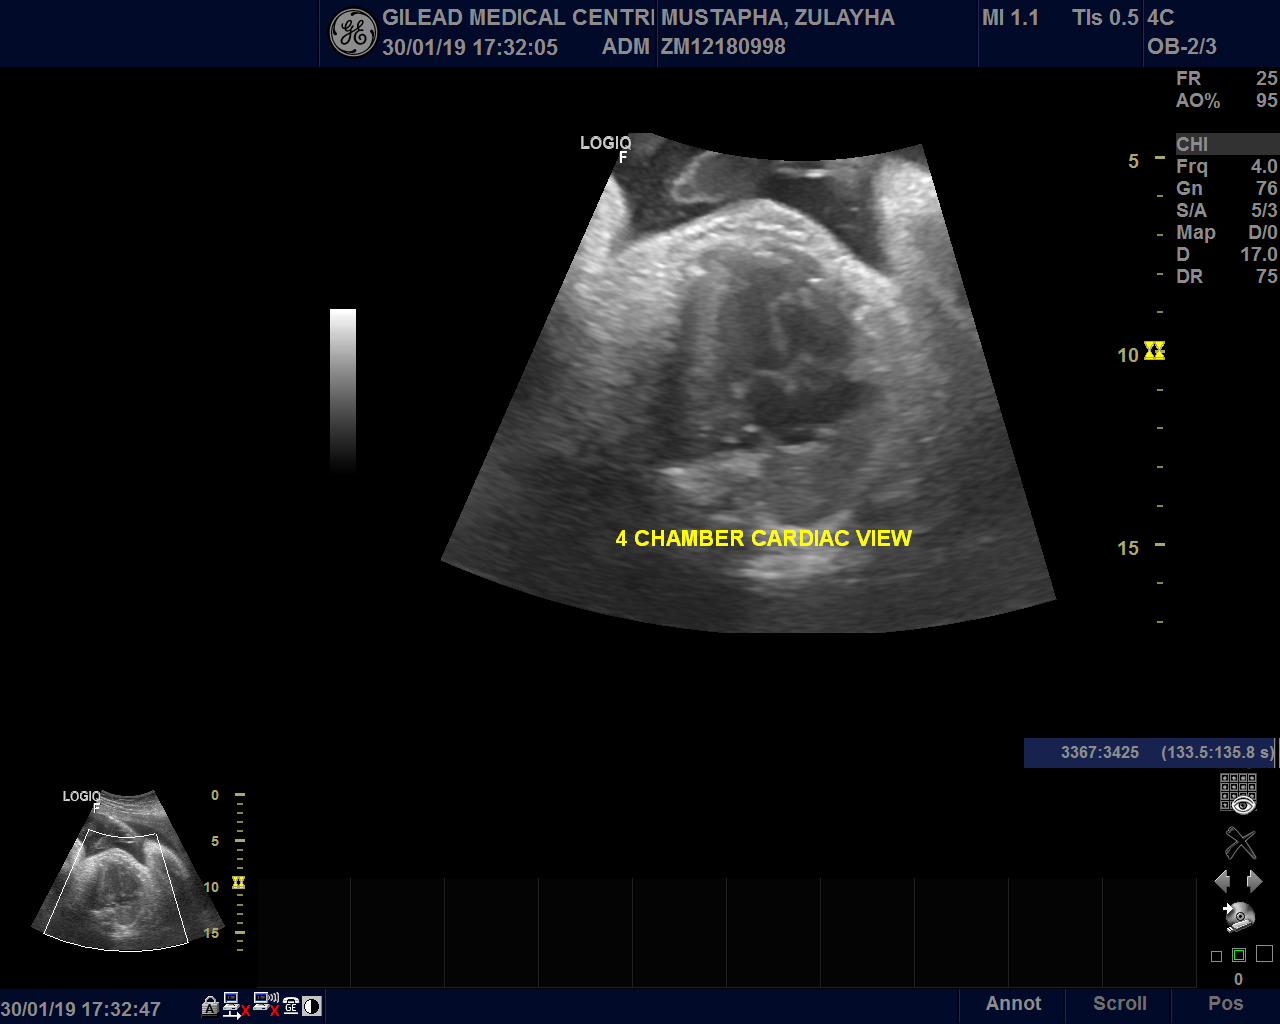 GILEAD MEDICAL CENTR
MUSTAPHA, ZULAYHA
MI 1.1
TIs 0.5
4C
30/01/19 17:32:05
ADM
ZM12180998
OB-2/3
FR 25
AO% 95
CHI
Frq 4.0
Gn 76
S/A 5/3
Map D/0
D 17.0
DR 75
LOGIQ
F
5
10
15
4 CHAMBER CARDIAC VIEW
3367:3425 (133.5:135.8 s)
LOGIQ
F
0
5
10
15
0
30/01/19 17:32:47
Annot
Scroll
Pos